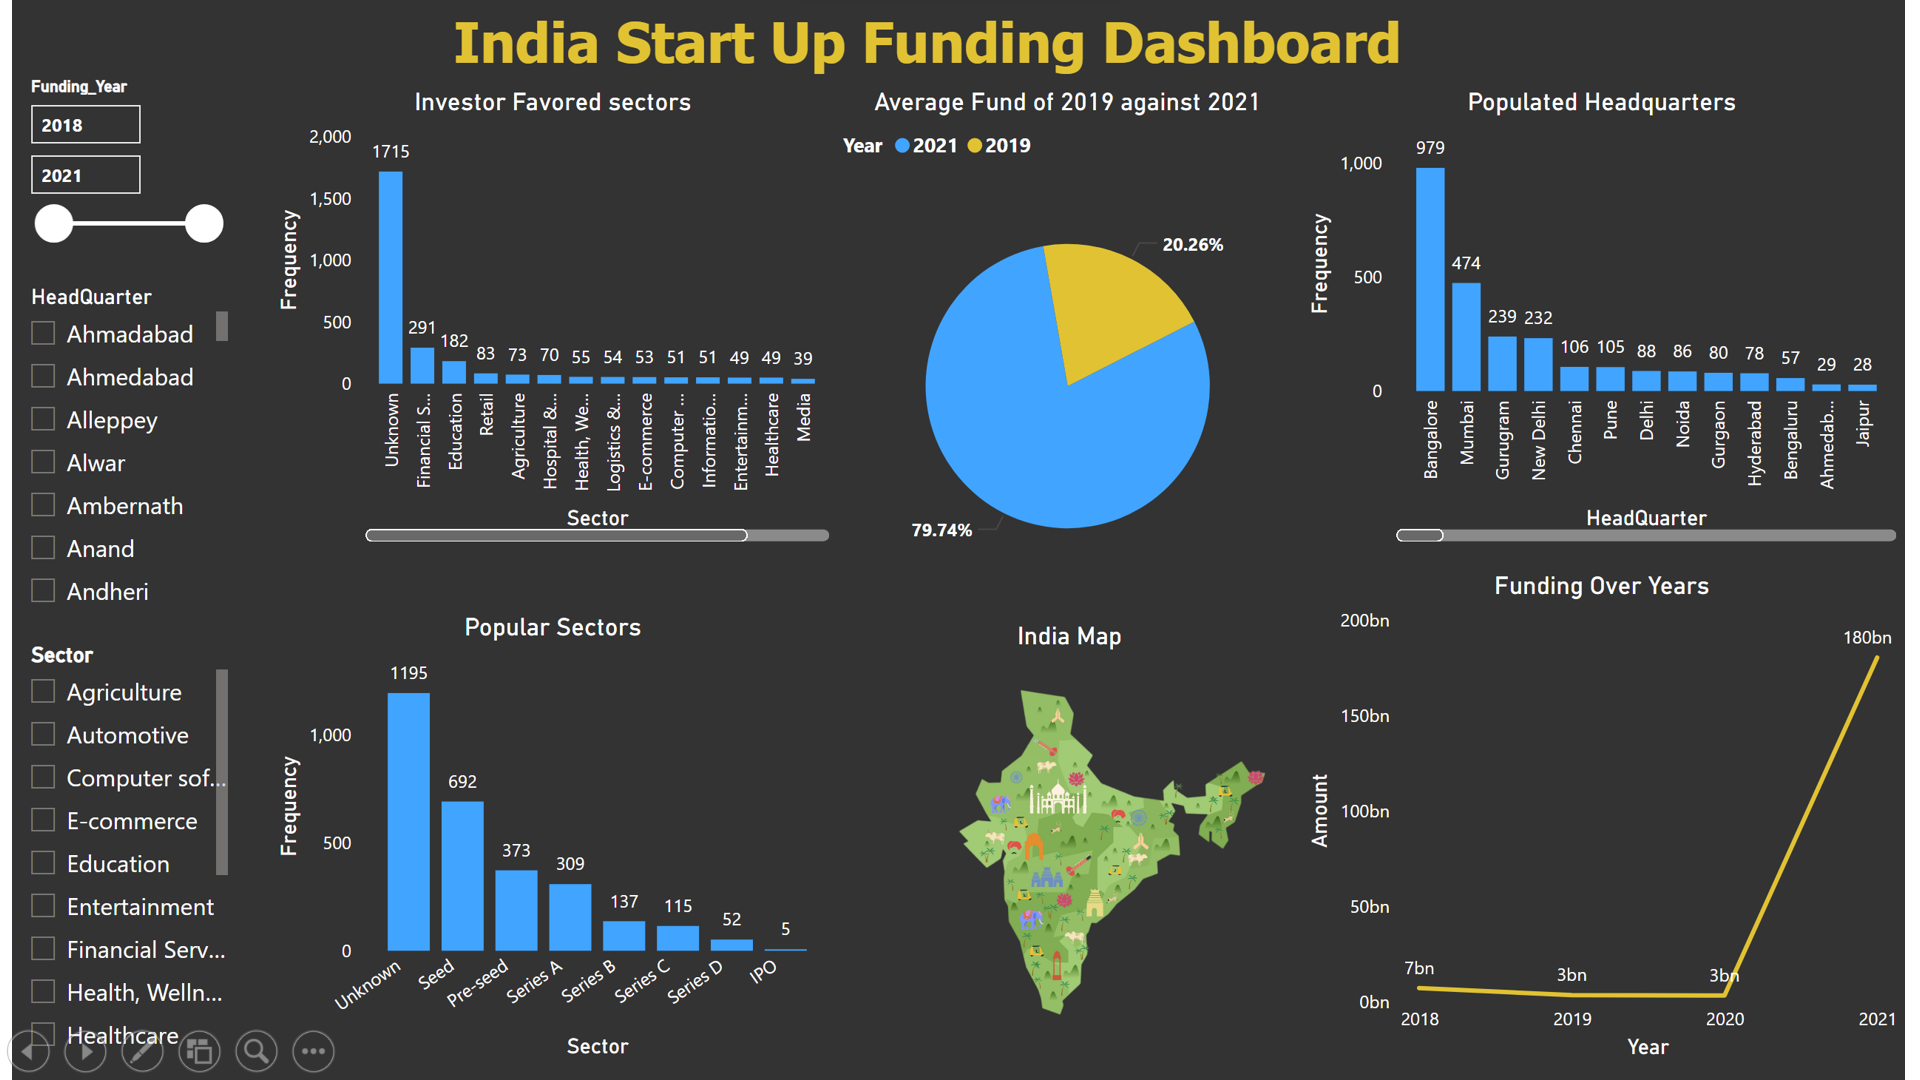 India Start Up Funding Dashboard
Funding_Year
2018
2021
HeadQuarter
Ahmadabad
Ahmedabad
Alleppey
Alwar
Ambernath
Anand
Andheri
Sector
Agriculture
Automotive
Computer sof...
E-commerce
Education
Entertainment
Financial Serv...
Health, Welln...
Healthcare
Investor Favored sectors
Frequency
2,000
1,500
1,000
500
0
1715
291
182
83
73
70
55
54
53
51
51
49
49
39
Unknown
Financial S...
Education
Retail
Agriculture
Hospital &...
Health, We...
Logistics &...
E-commerce
Computer ...
Informatio...
Entertainm...
Healthcare
Media
Sector
Average Fund of 2019 against 2021
Year 2021 2019
20.26%
79.74%
Populated Headquarters
Frequency
1,000
500
0
979
474
239
232
106
105
88
86
80
78
57
29
28
Bangalore
Mumbai
Gurugram
New Delhi
Chennai
Pune
Delhi
Noida
Gurgaon
Hyderabad
Bengaluru
Ahmedab...
Jaipur
HeadQuarter
Popular Sectors
Frequency
1,000
500
0
1195
692
373
309
137
115
52
5
Unknown
Seed
Pre-seed
Series A
Series B
Series C
Series D
IPO
Sector
India Map
Funding Over Years
Amount
200bn
150bn
100bn
50bn
0bn
7bn
3bn
3bn
180bn
2018
2019
2020
2021
Year